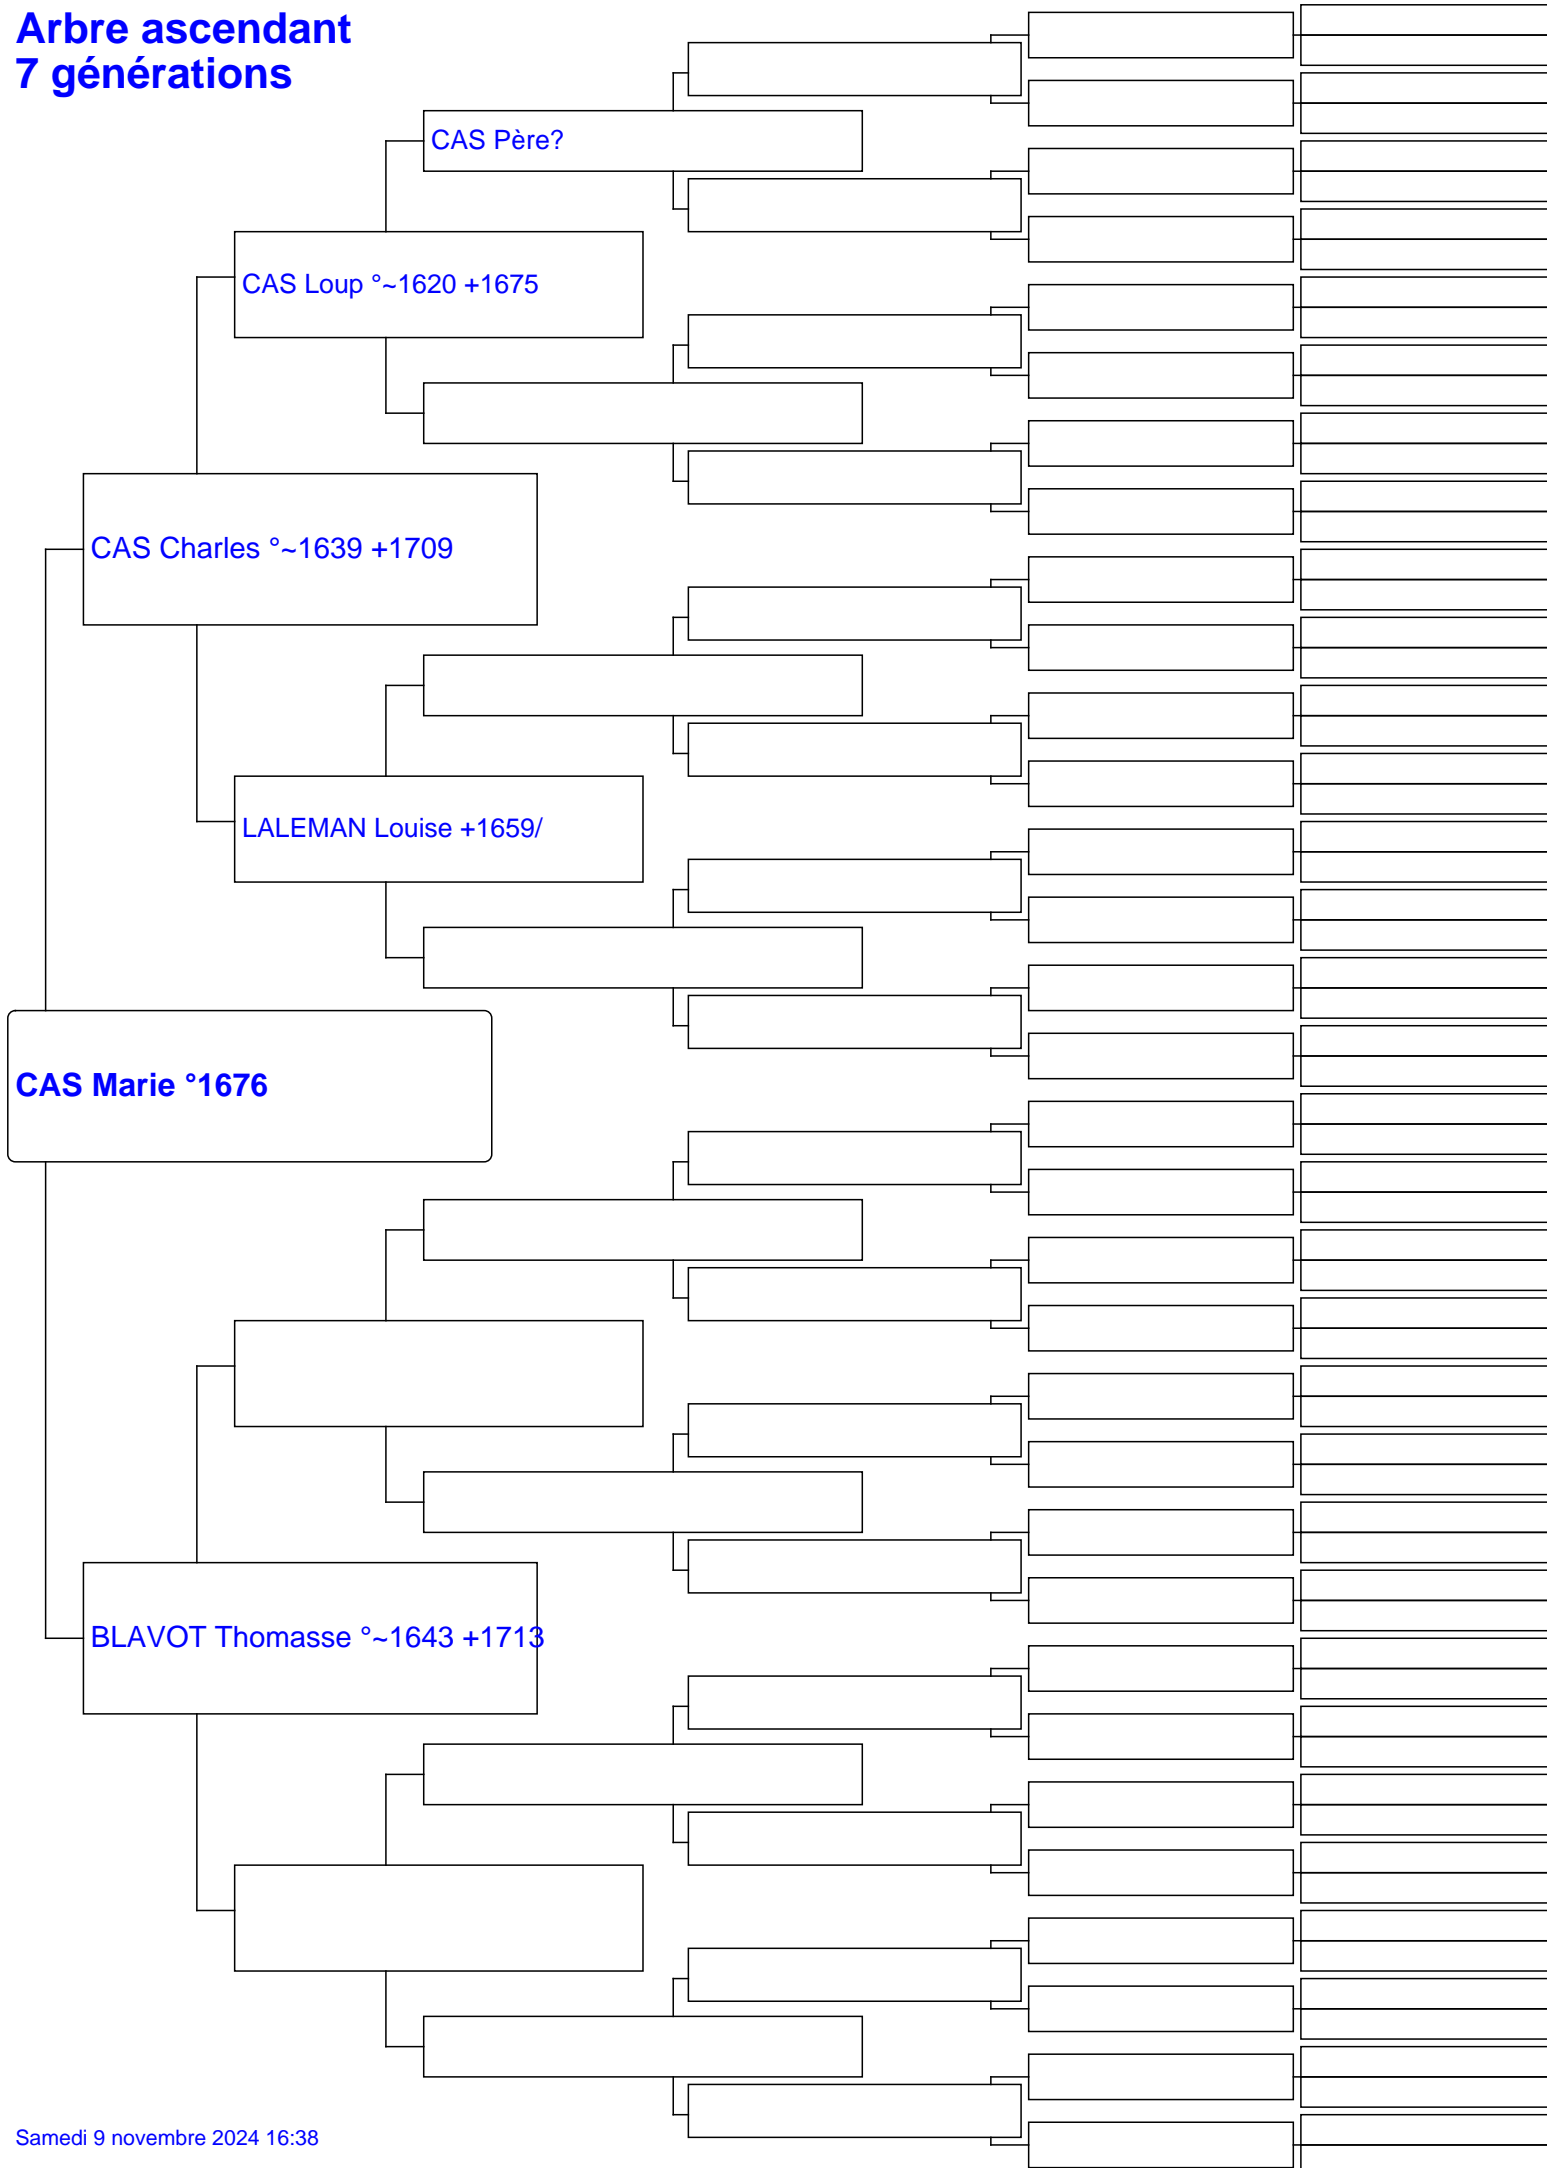 Arbre ascendant
7 générations
CAS Père?
CAS Loup °~1620 +1675
CAS Charles °~1639 +1709
LALEMAN Louise +1659/
CAS Marie °1676
BLAVOT Thomasse °~1643 +1713
Samedi 9 novembre 2024 16:38